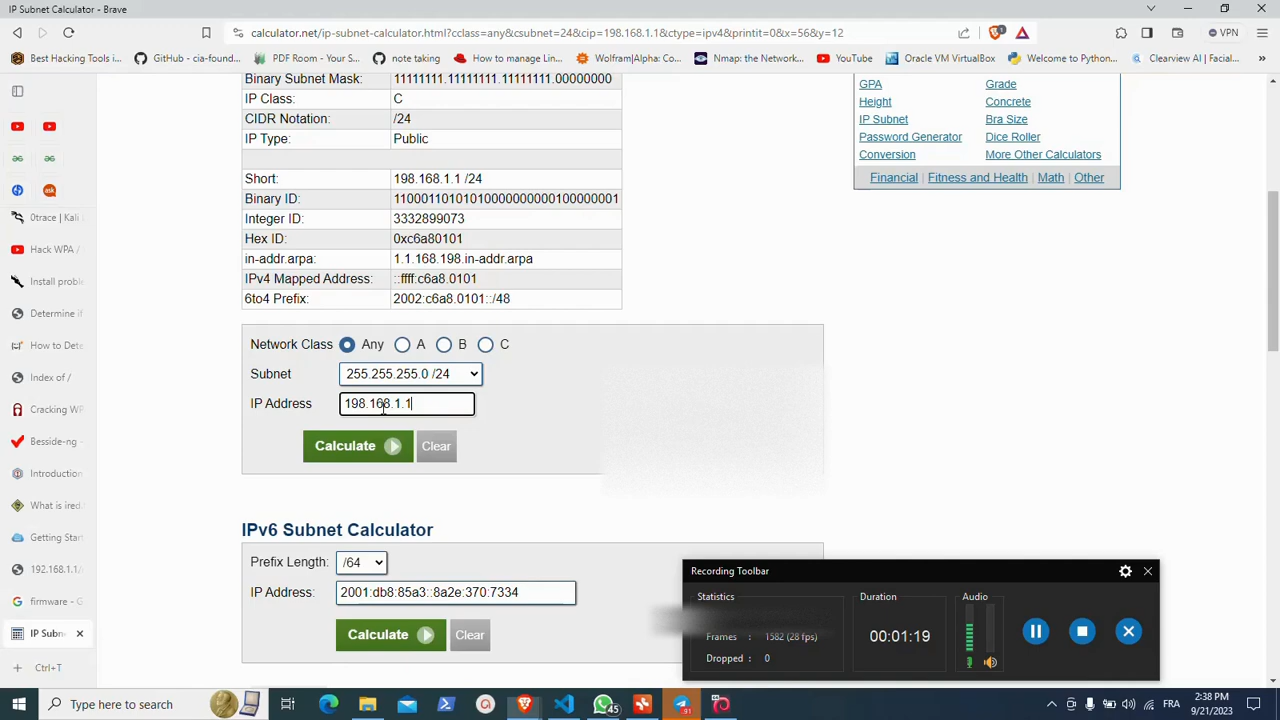 IP Subnet Calculator - Brave
calculator.net/ip-subnet-calculator.html?cclass=any&csubnet=24&cip=198.168.1.1&ctype=ipv4&printit=0&x=56&y=12
VPN
Best Hacking Tools i...
GitHub - cia-found...
PDF Room - Your S...
note taking
How to manage Lin...
Wolfram|Alpha: Co...
Nmap: the Network...
YouTube
Oracle VM VirtualBox
Welcome to Python...
Clearview AI | Facial...
Binary Subnet Mask: 11111111.11111111.11111111.00000000
IP Class: C
CIDR Notation: /24
IP Type: Public
Short: 198.168.1.1 /24
Binary ID: 11000110101010000000000100000001
Integer ID: 3332899073
Hex ID: 0xc6a80101
in-addr.arpa: 1.1.168.198.in-addr.arpa
IPv4 Mapped Address: ::ffff:c6a8.0101
6to4 Prefix: 2002:c6a8.0101::/48
Network Class Any A B C
Subnet 255.255.255.0 /24
IP Address 198.168.1.1
Calculate Clear
IPv6 Subnet Calculator
Prefix Length: /64
IP Address: 2001:db8:85a3::8a2e:370:7334
Calculate Clear
GPA Grade
Height Concrete
IP Subnet Bra Size
Password Generator Dice Roller
Conversion More Other Calculators
Financial | Fitness and Health | Math | Other
ask
0trace | Kali
Hack WPA /
Install probl
Determine if
How to Dete
Index of /
Cracking WP
Besside-ng
Introduction
What is ired.
Getting Star
192.168.1.1/
firmware - G
IP Subn
Ctrl+T
Recording Toolbar
Statistics
Frames : 1582 (28 fps)
Dropped : 0
Duration
00:01:19
Audio
Type here to search
45
91
FRA
2:38 PM
9/21/2023